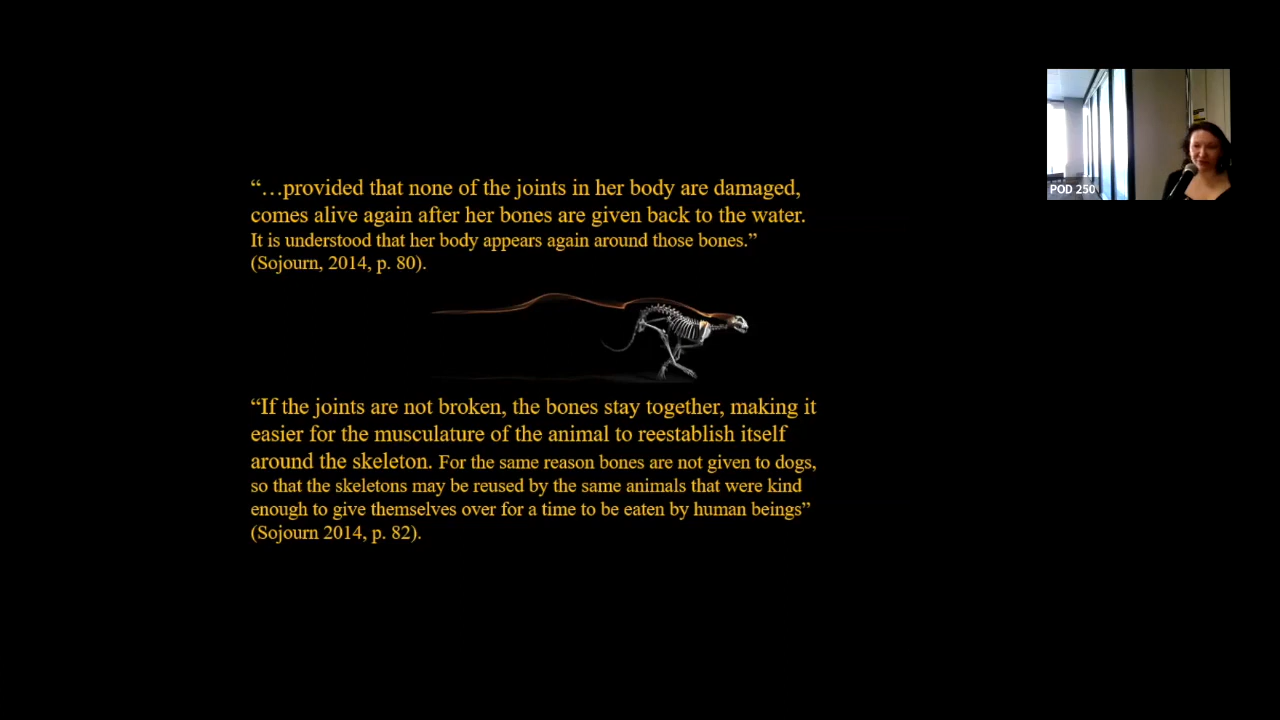 “…provided that none of the joints in her body are damaged,
comes alive again after her bones are given back to the water.
It is understood that her body appears again around those bones.”
(Sojourn, 2014, p. 80).
“If the joints are not broken, the bones stay together, making it
easier for the musculature of the animal to reestablish itself
around the skeleton. For the same reason bones are not given to dogs,
so that the skeletons may be reused by the same animals that were kind
enough to give themselves over for a time to be eaten by human beings”
(Sojourn 2014, p. 82).
POD 250